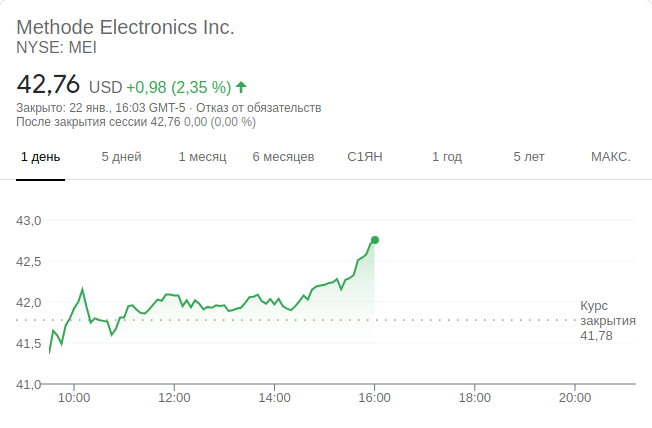 Methode Electronics Inc.
NYSE: MEI
42,76 USD +0,98 (2,35 %)
Закрыто: 22 янв., 16:03 GMT-5 · Отказ от обязательств
После закрытия сессии 42,76 0,00 (0,00 %)
1 день 5 дней 1 месяц 6 месяцев С1ЯН 1 год 5 лет МАКС.
43,0
42,5
42,0
Курс
закрытия
41,78
41,5
41,0
10:00 12:00 14:00 16:00 18:00 20:00